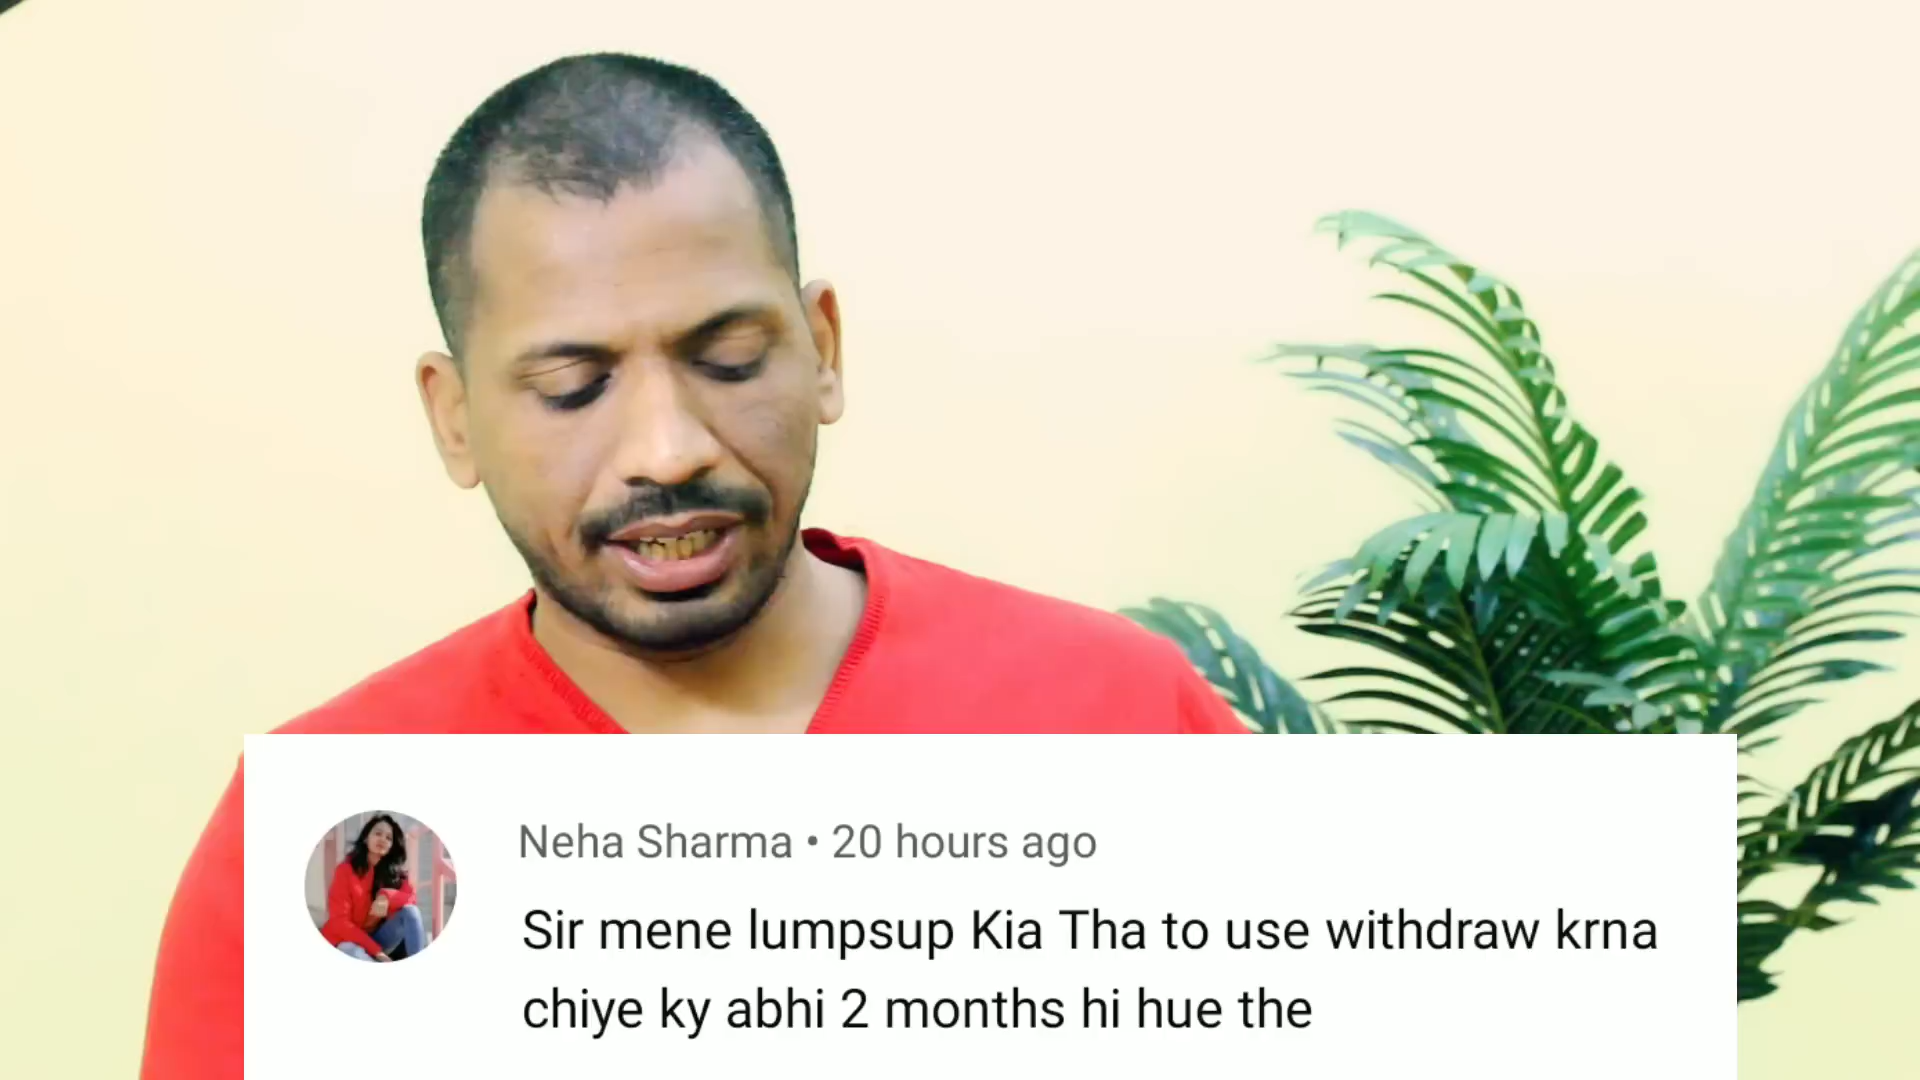 Neha Sharma • 20 hours ago
Sir mene lumpsup Kia Tha to use withdraw krna
chiye ky abhi 2 months hi hue the